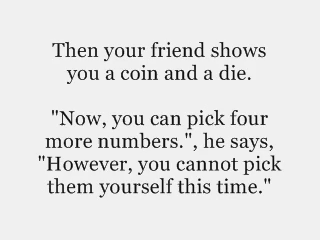 Then your friend shows
you a coin and a die.
"Now, you can pick four
more numbers.", he says,
"However, you cannot pick
them yourself this time."